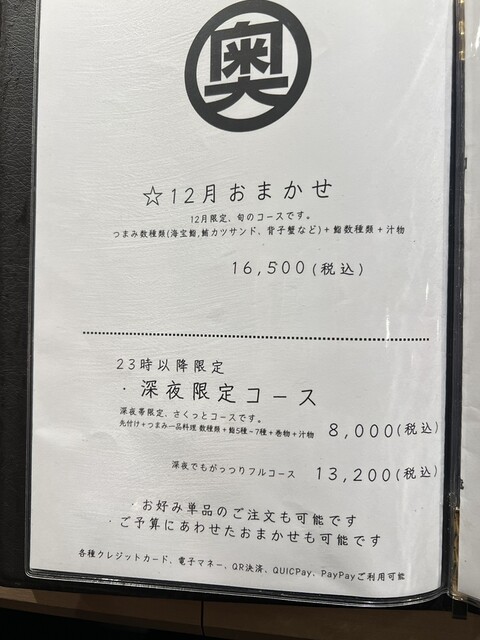 奥
☆12月おまかせ
12月限定、旬のコースです。
つまみ数種類(海宝鮨,鮪カツサンド、背子蟹など)+鮨数種類+汁物
16,500(税込)
23時以降限定
・深夜限定コース
深夜帯限定、さくっとコースです。
先付け+つまみ一品料理 数種類+鮨5種-7種+巻物+汁物 8,000(税込)
深夜でもがっつりフルコース 13,200(税込)
・お好み単品のご注文も可能です
・ご予算にあわせたおまかせも可能です
各種クレジットカード、電子マネー、QR決済、QUICPay、PayPayご利用可能